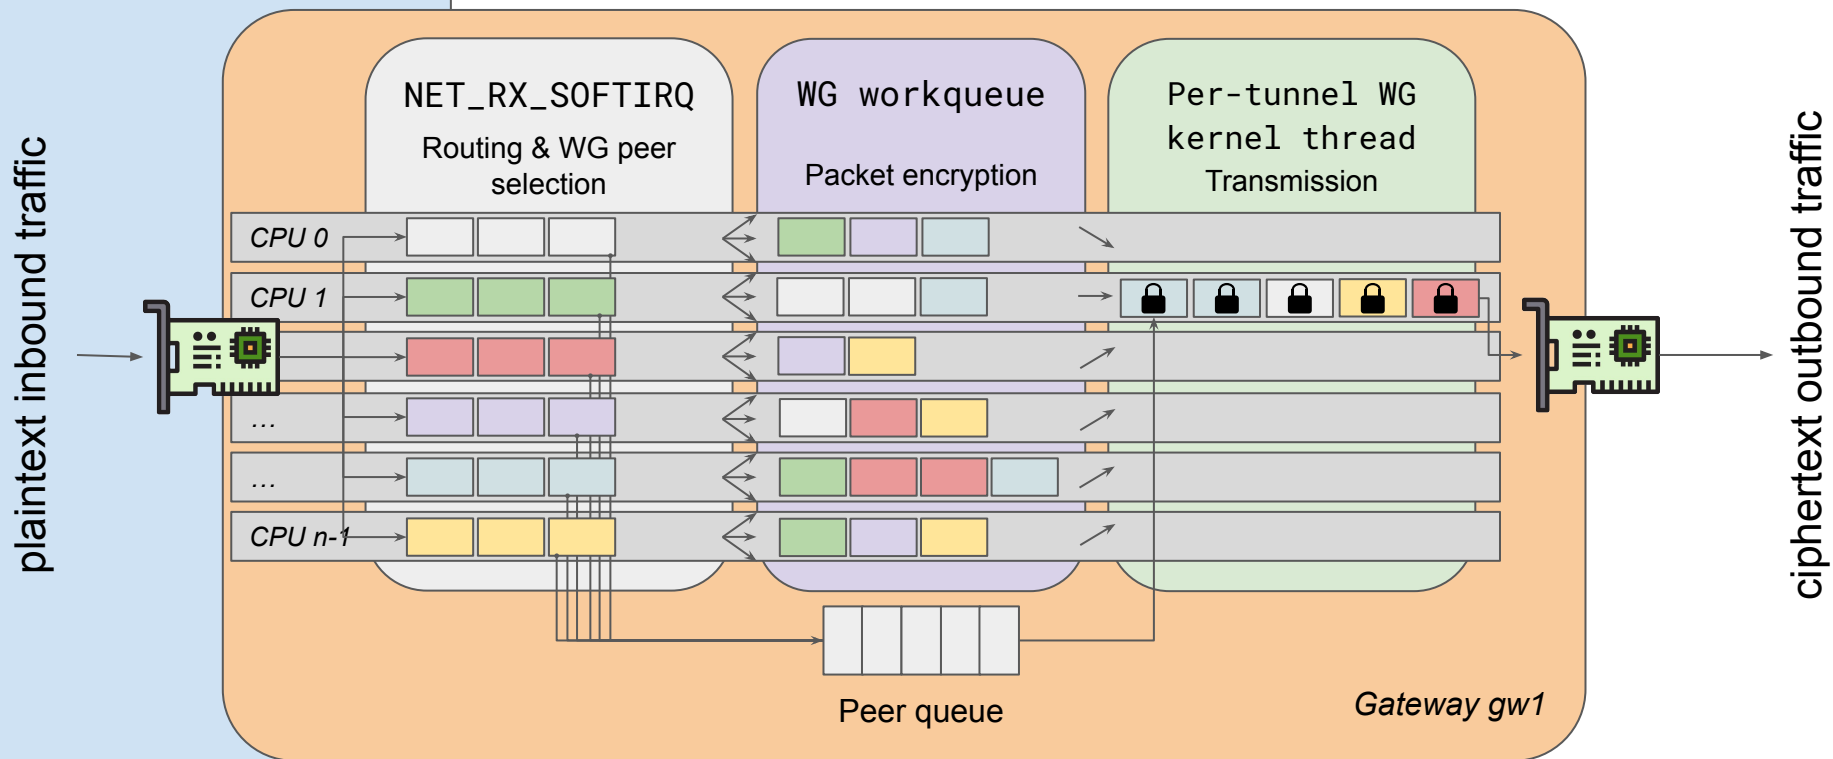 plaintext inbound traffic
NET_RX_SOFTIRQ
Routing & WG peer
selection
WG workqueue
Packet encryption
Per-tunnel WG
kernel thread
Transmission
CPU 0
CPU 1
...
...
CPU n-1
Peer queue
Gateway gw1
ciphertext outbound traffic